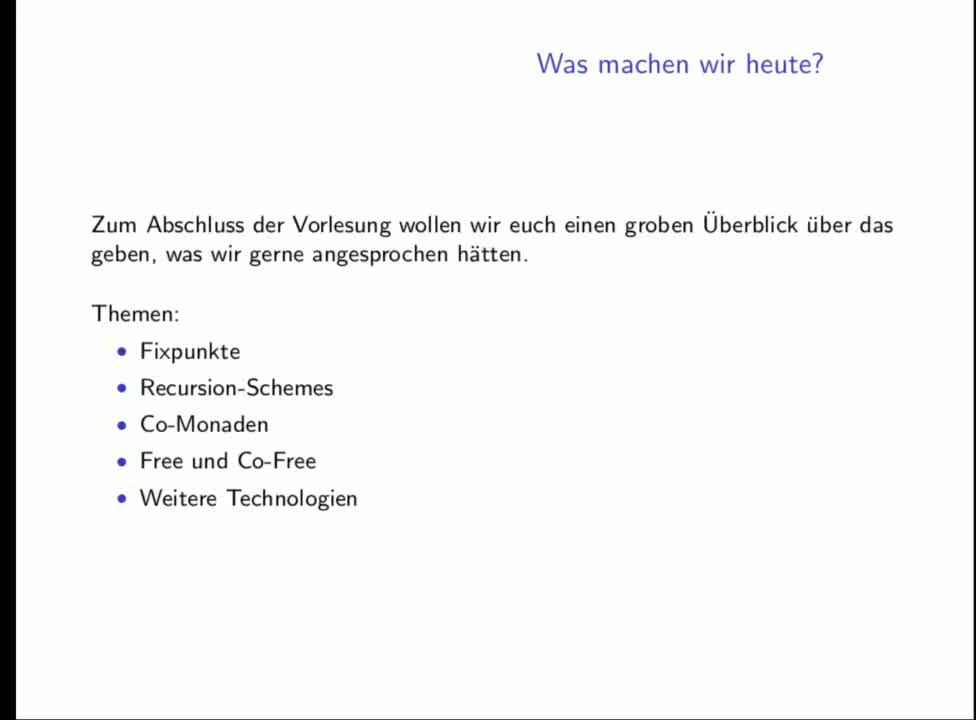 Was machen wir heute?
Zum Abschluss der Vorlesung wollen wir euch einen groben Überblick über das
geben, was wir gerne angesprochen hätten.
Themen:
• Fixpunkte
• Recursion-Schemes
• Co-Monaden
• Free und Co-Free
• Weitere Technologien